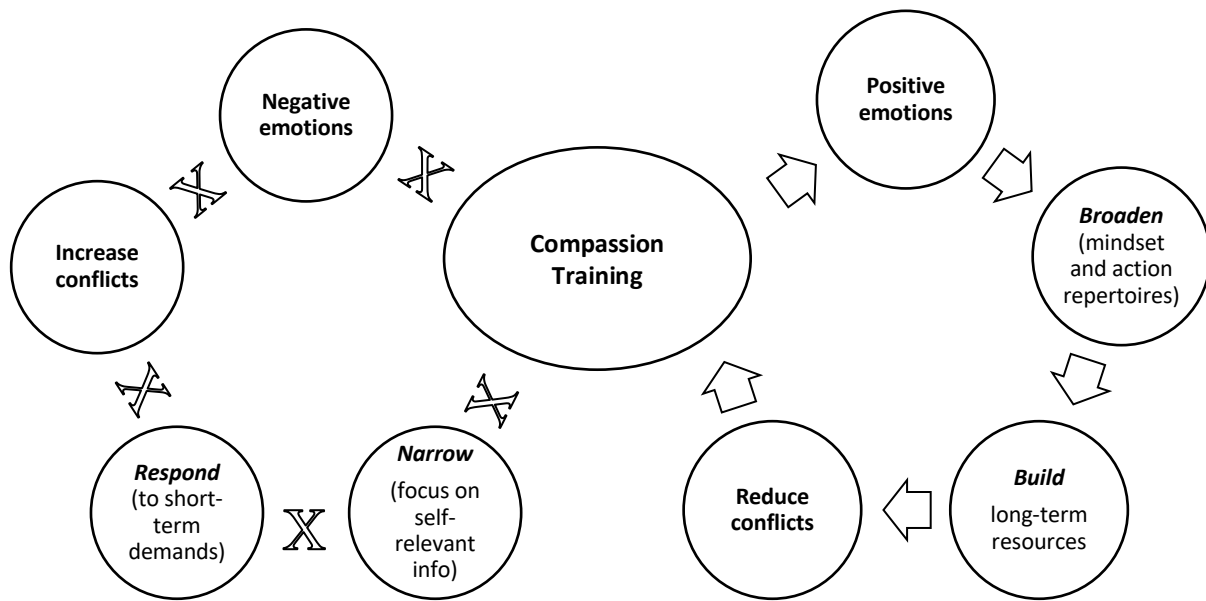 Negative
emotions
Positive
emotions
Increase
conflicts
Compassion
Training
Broaden
(mindset
and action
repertoires)
Respond
(to short-
term
demands)
Narrow
(focus on
self-
relevant
info)
Reduce
conflicts
Build
long-term
resources
X
X
X
X
X